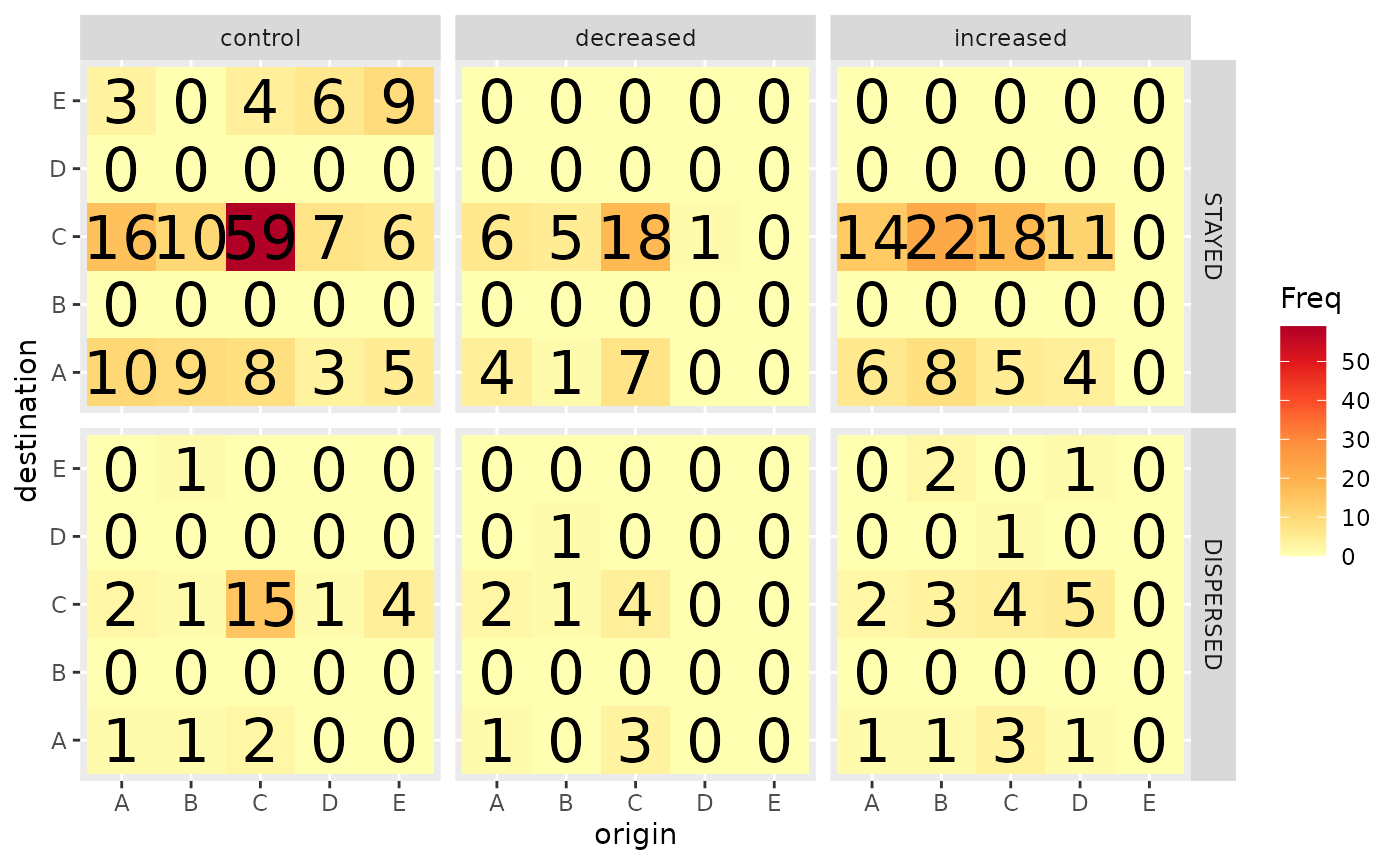 control decreased increased
E 3 0 4 6 9 0 0 0 0 0 0 0 0 0 0
D 0 0 0 0 0 0 0 0 0 0 0 0 0 0 0
C 16 10 59 7 6 6 5 18 1 0 14 22 18 11 0
B 0 0 0 0 0 0 0 0 0 0 0 0 0 0 0
A 10 9 8 3 5 4 1 7 0 0 6 8 5 4 0
STAYED
E 0 1 0 0 0 0 0 0 0 0 0 2 0 1 0
D 0 0 0 0 0 0 1 0 0 0 0 0 1 0 0
C 2 1 15 1 4 2 1 4 0 0 2 3 4 5 0
B 0 0 0 0 0 0 0 0 0 0 0 0 0 0 0
A 1 1 2 0 0 1 0 3 0 0 1 1 3 1 0
DISPERSED
A B C D E A B C D E A B C D E
origin
destination
Freq
50
40
30
20
10
0